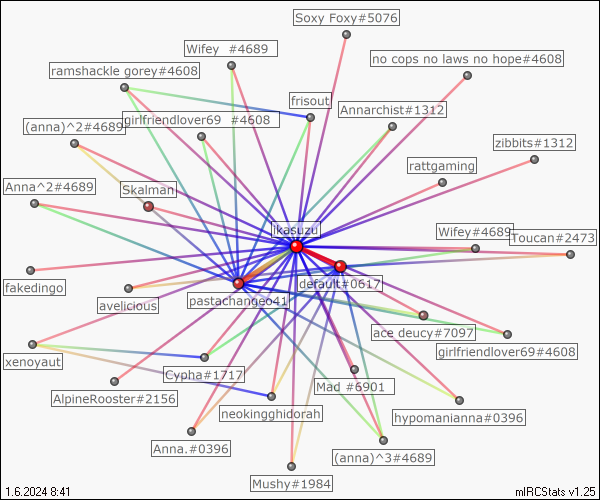 Soxy Foxy#5076
Wifey  #4689
no cops no laws no hope#4608
ramshackle gorey#4608
frisout
Annarchist#1312
girlfriendlover69  #4608
(anna)^2#4689
zibbits#1312
rattgaming
Anna^2#4689
Skalman
ikasuzu
Wifey#4689
Toucan#2473
fakedingo
default#0617
avelicious
pastachangeo41
ace deucy#7097
girlfriendlover69#4608
xenoyaut
Cypha#1717
Mad  #6901
AlpineRooster#2156
neokingghidorah
hypomanianna#0396
Anna.#0396
(anna)^3#4689
Mushy#1984
1.6.2024 8:41
mIRCStats v1.25